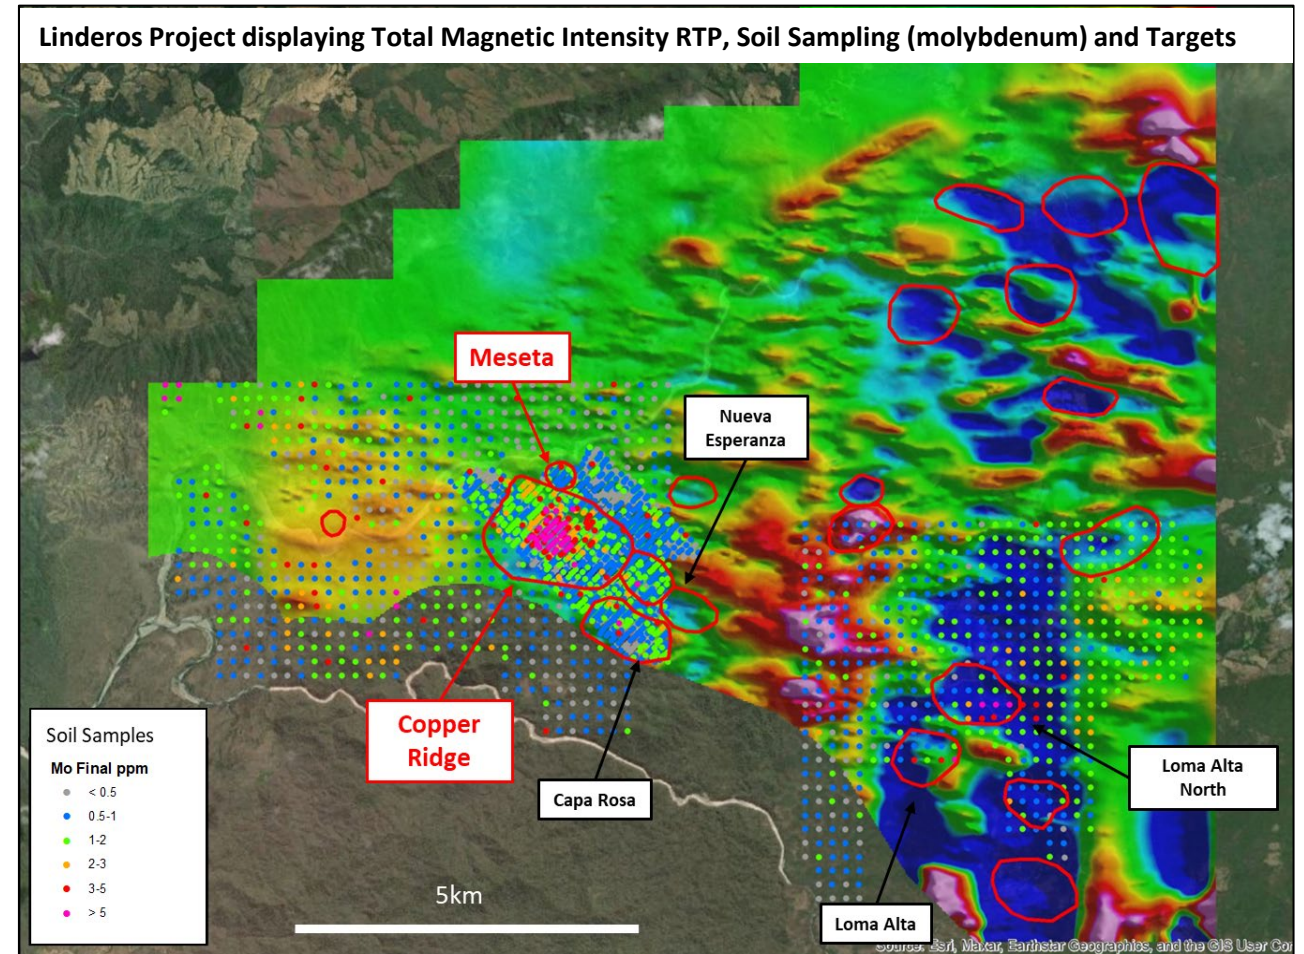 Linderos Project displaying Total Magnetic Intensity RTP, Soil Sampling (molybdenum) and Targets
Meseta
Nueva
Esperanza
Copper
Ridge
Capa Rosa
Loma Alta
North
Loma Alta
Soil Samples
Mo Final ppm
< 0.5
0.5-1
1-2
2-3
3-5
> 5
5km
Source: Esri, Maxar, Earthstar Geographics, and the GIS User Co